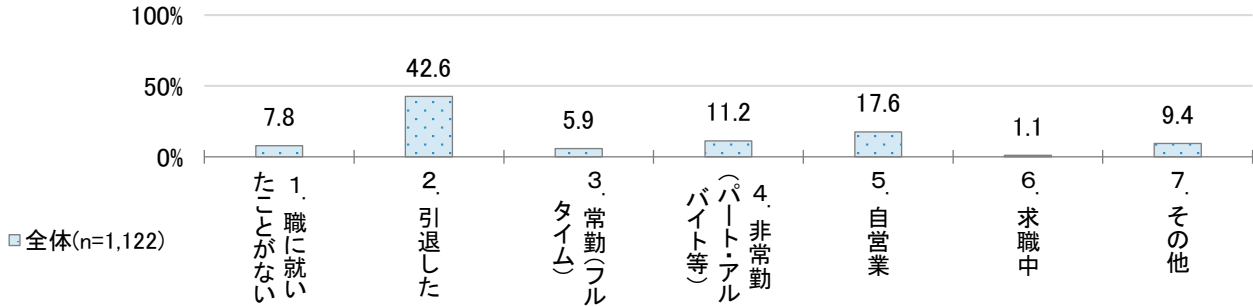 100%
50%
0%
7.8
42.6
5.9
11.2
17.6
1.1
9.4
1．職に就い
たことがない
2．引退した
3．常勤(フル
タイム)
4．非常勤
(パート・アル
バイト等)
5．自営業
6．求職中
7．その他
全体(n=1,122)